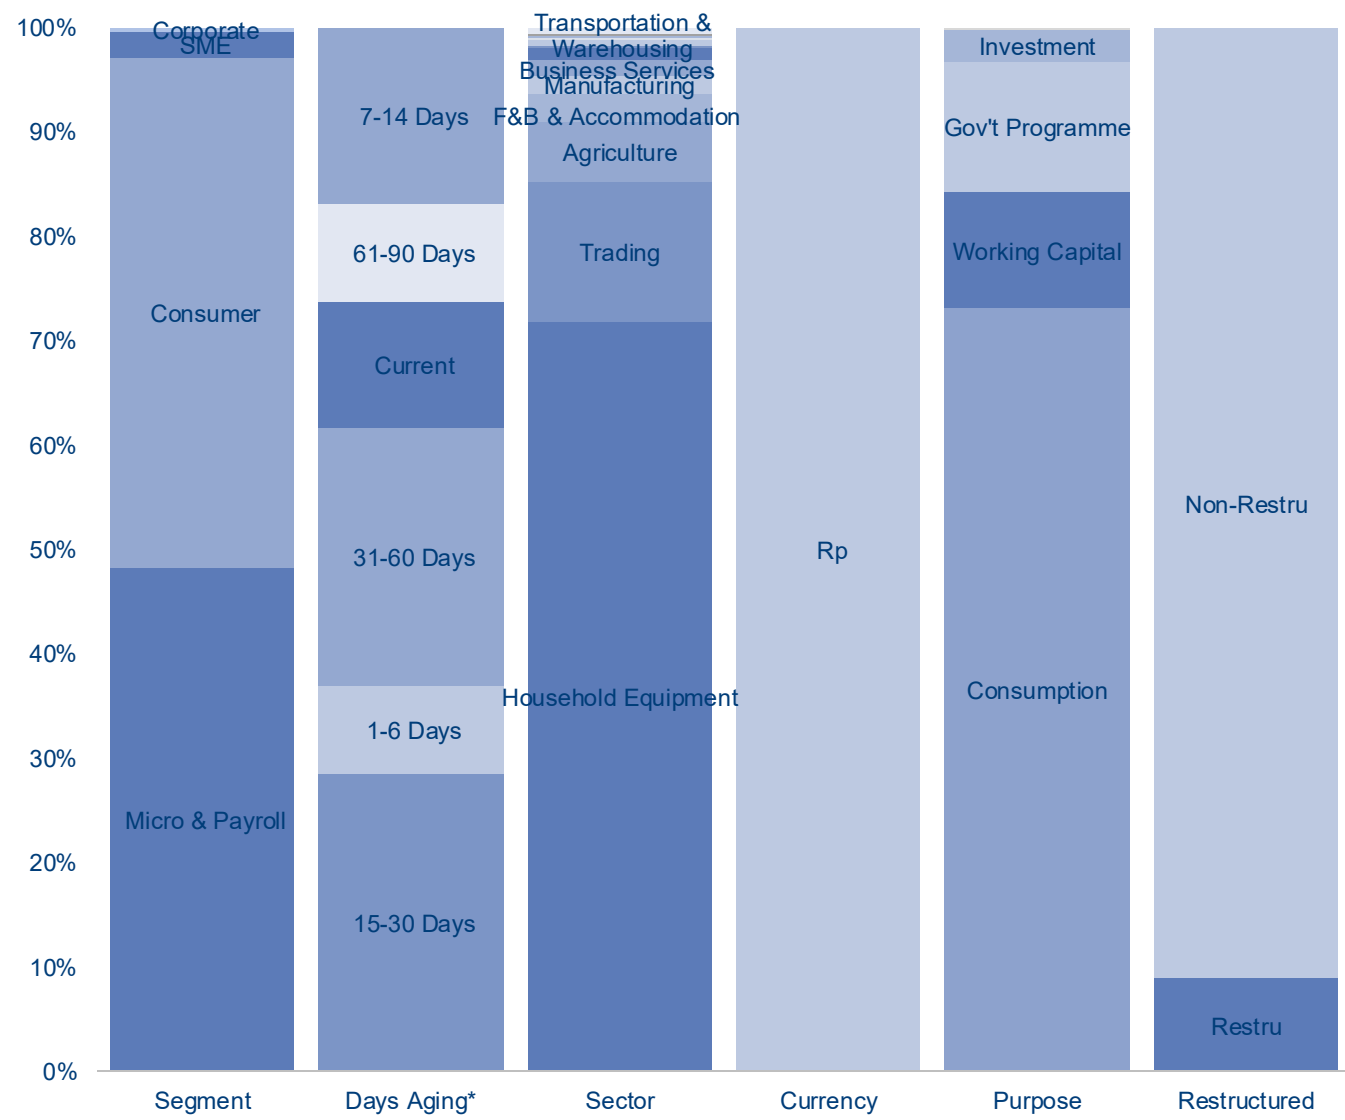 100%
90%
80%
70%
60%
50%
40%
30%
20%
10%
0%
Corporate
SME
Consumer
Micro & Payroll
7-14 Days
61-90 Days
Current
31-60 Days
1-6 Days
15-30 Days
Transportation &
Warehousing
Business Services
Manufacturing
F&B & Accommodation
Agriculture
Trading
Household Equipment
Rp
Investment
Gov't Programme
Working Capital
Consumption
Non-Restru
Restru
Segment
Days Aging*
Sector
Currency
Purpose
Restructured